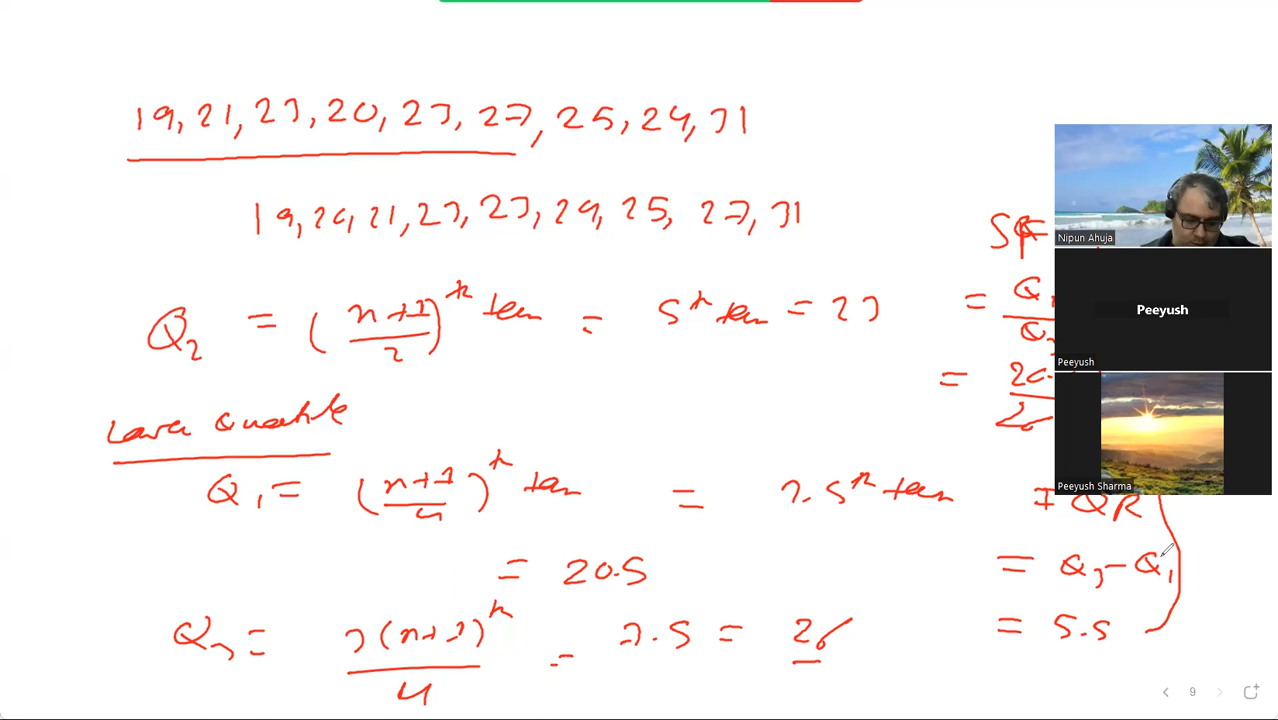 19, 21, 23, 20, 23, 27, 25, 24, 31
19, 20, 21, 23, 23, 24, 25, 27, 31
Q2 = (n+1/2)th term = 5th term = 23
Lower Quartile
Q1 = (n+1/4)th term = 2.5th term
= 20.5
Q3 = 3(n+1)th/4 = 7.5 = 26
=
=
26
IQR
= Q3 - Q1
= 5.5
Nipun Ahuja
Peeyush
Peeyush
Peeyush Sharma
9